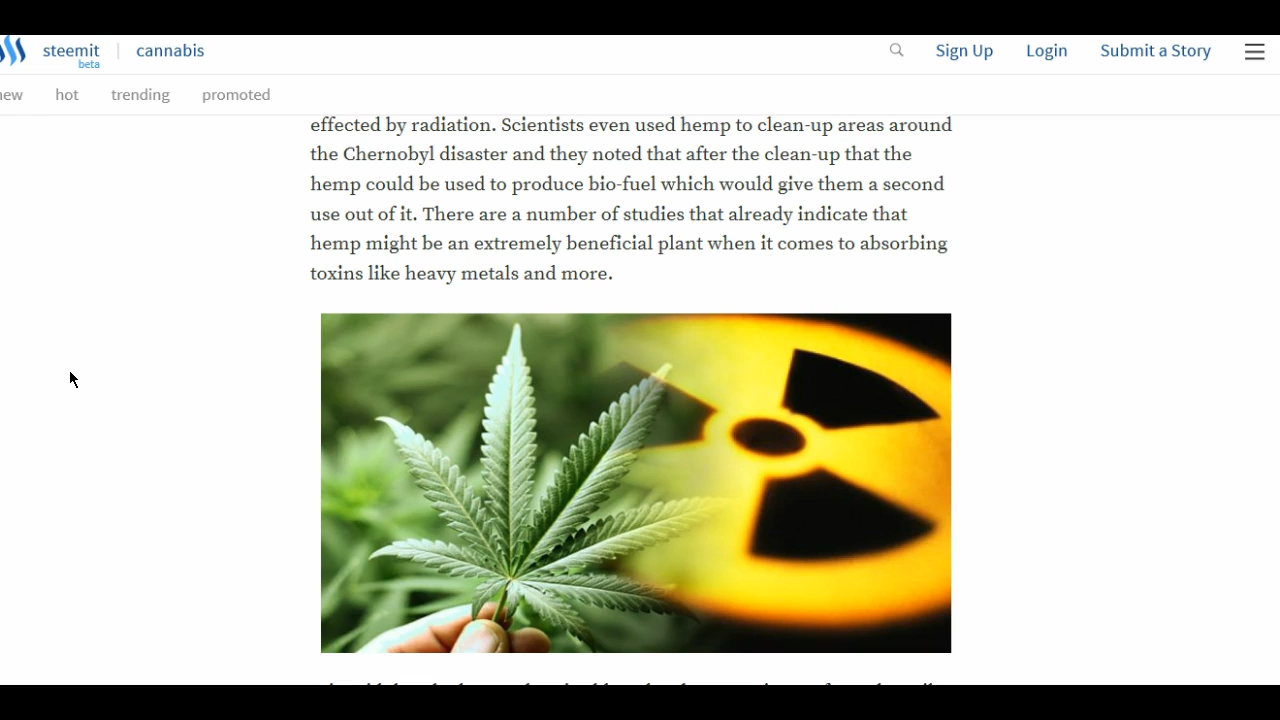 steemit | cannabis
beta
Sign Up
Login
Submit a Story
new
hot
trending
promoted
effected by radiation. Scientists even used hemp to clean-up areas around
the Chernobyl disaster and they noted that after the clean-up that the
hemp could be used to produce bio-fuel which would give them a second
use out of it. There are a number of studies that already indicate that
hemp might be an extremely beneficial plant when it comes to absorbing
toxins like heavy metals and more.